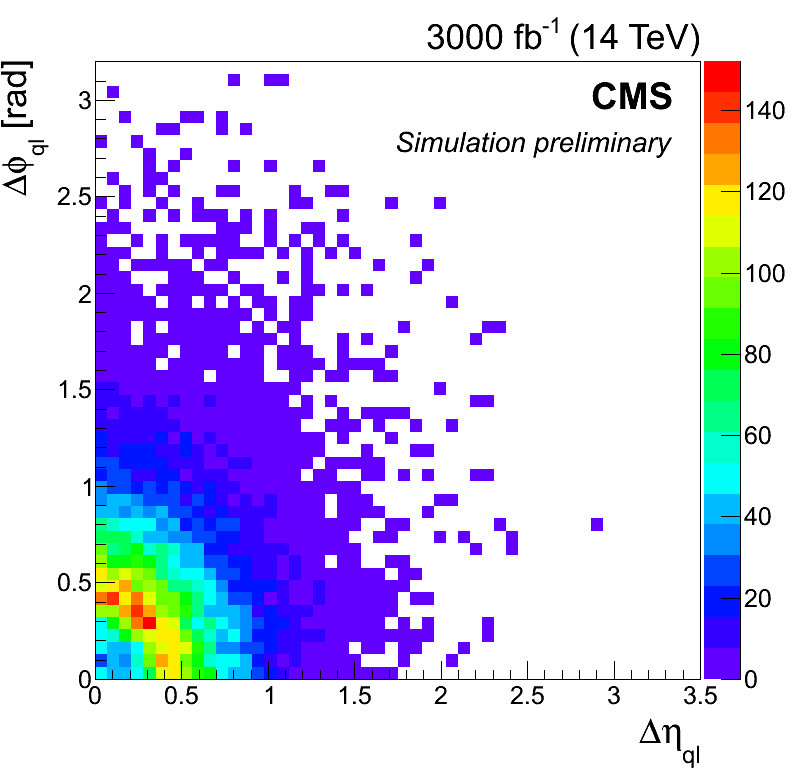 3000 fb⁻¹ (14 TeV)
CMS
Simulation preliminary
Δϕql [rad]
3
2.5
2
1.5
1
0.5
0
0 0.5 1 1.5 2 2.5 3 3.5
Δηql
140
120
100
80
60
40
20
0